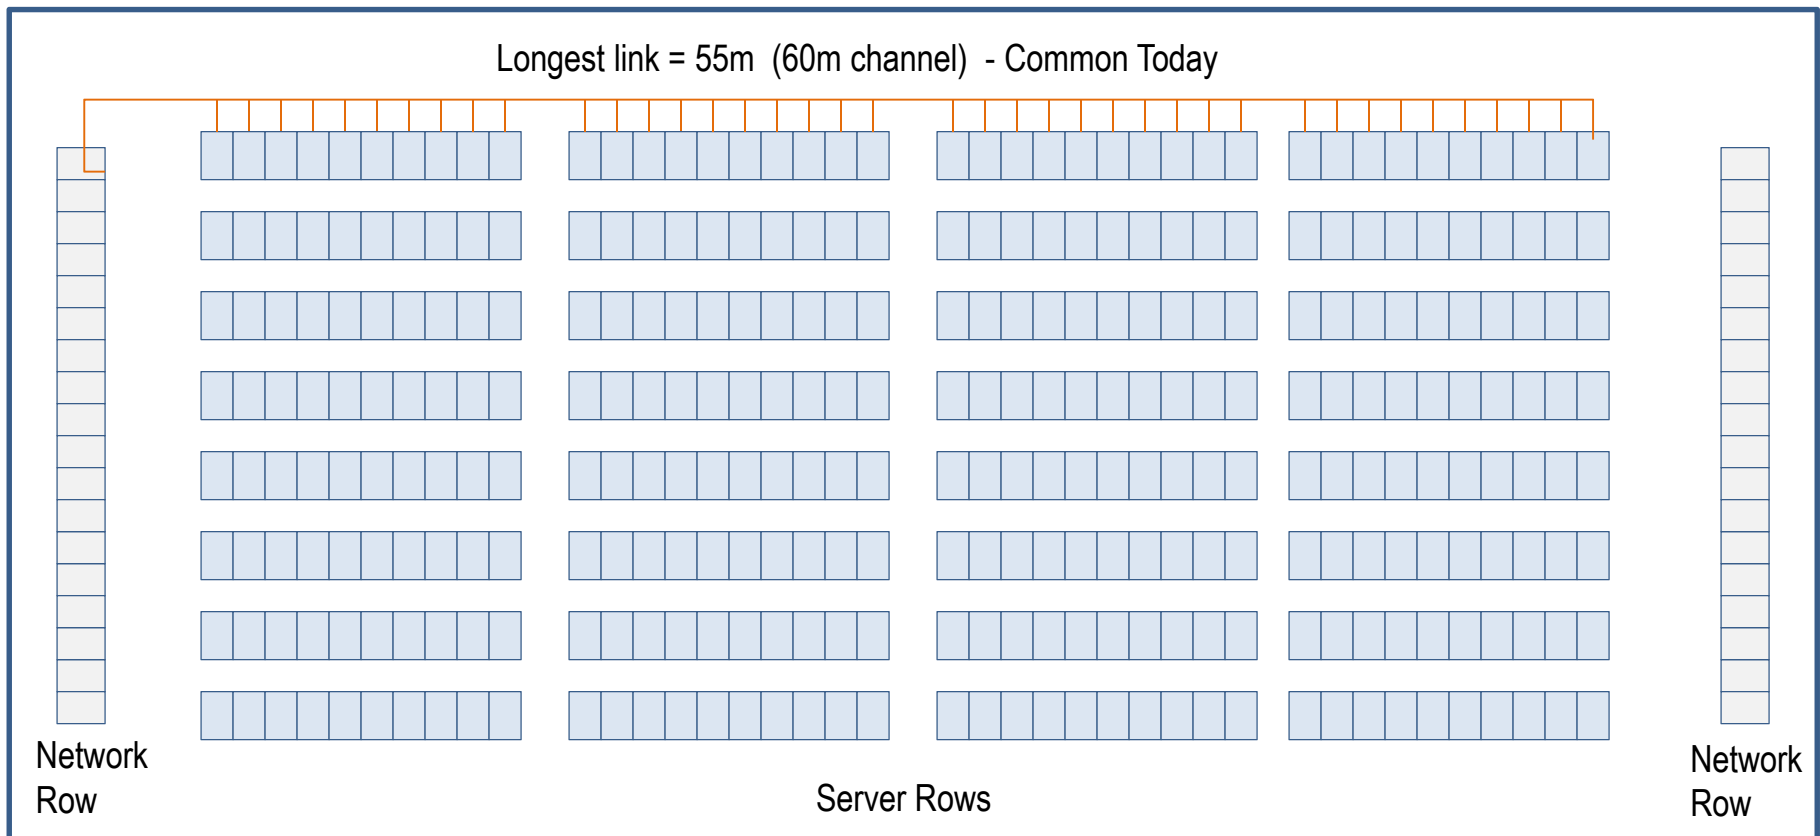 Longest link = 55m (60m channel) - Common Today
Network
Row
Server Rows
Network
Row